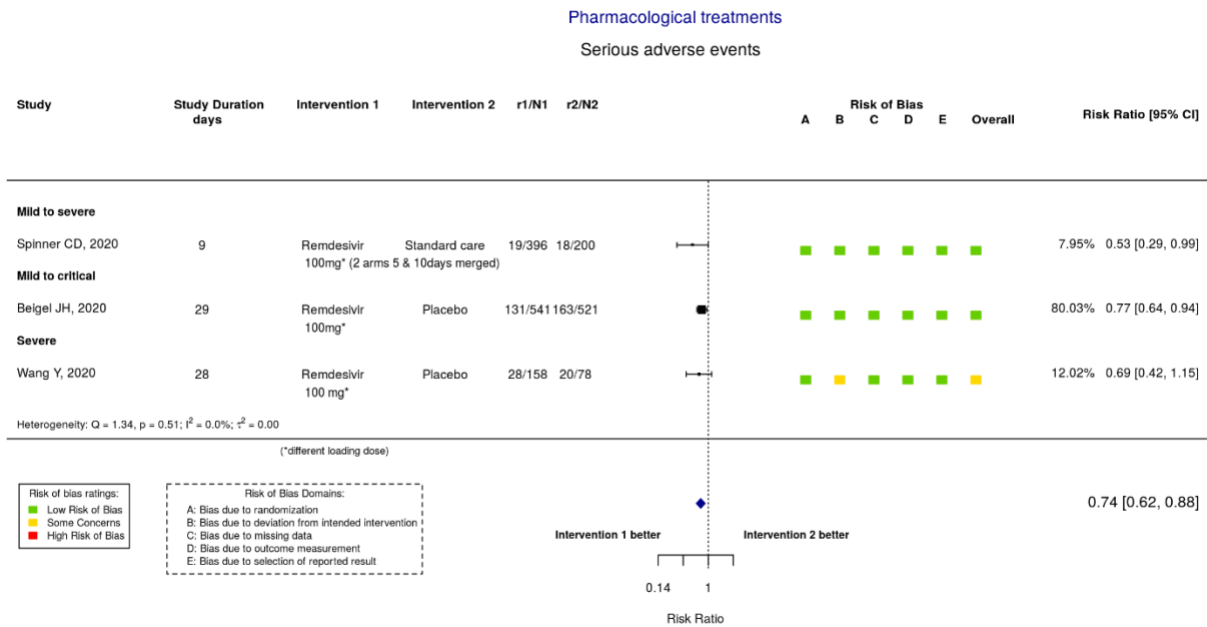 Pharmacological treatments
Serious adverse events
Study Study Duration days Intervention 1 Intervention 2 r1/N1 r2/N2 Risk of Bias A B C D E Overall Risk Ratio [95% CI]
Mild to severe
Spinner CD, 2020 9 Remdesivir Standard care 19/396 18/200 7.95% 0.53 [0.29, 0.99]
100mg* (2 arms 5 & 10days merged)
Mild to critical
Beigel JH, 2020 29 Remdesivir Placebo 131/541 163/521 80.03% 0.77 [0.64, 0.94]
100mg*
Severe
Wang Y, 2020 28 Remdesivir Placebo 28/158 20/78 12.02% 0.69 [0.42, 1.15]
100 mg*
Heterogeneity: Q = 1.34, p = 0.51; I² = 0.0%; τ² = 0.00
(*different loading dose)
Risk of bias ratings:
Low Risk of Bias
Some Concerns
High Risk of Bias
Risk of Bias Domains:
A: Bias due to randomization
B: Bias due to deviation from intended intervention
C: Bias due to missing data
D: Bias due to outcome measurement
E: Bias due to selection of reported result
0.74 [0.62, 0.88]
Intervention 1 better Intervention 2 better
0.14 1
Risk Ratio